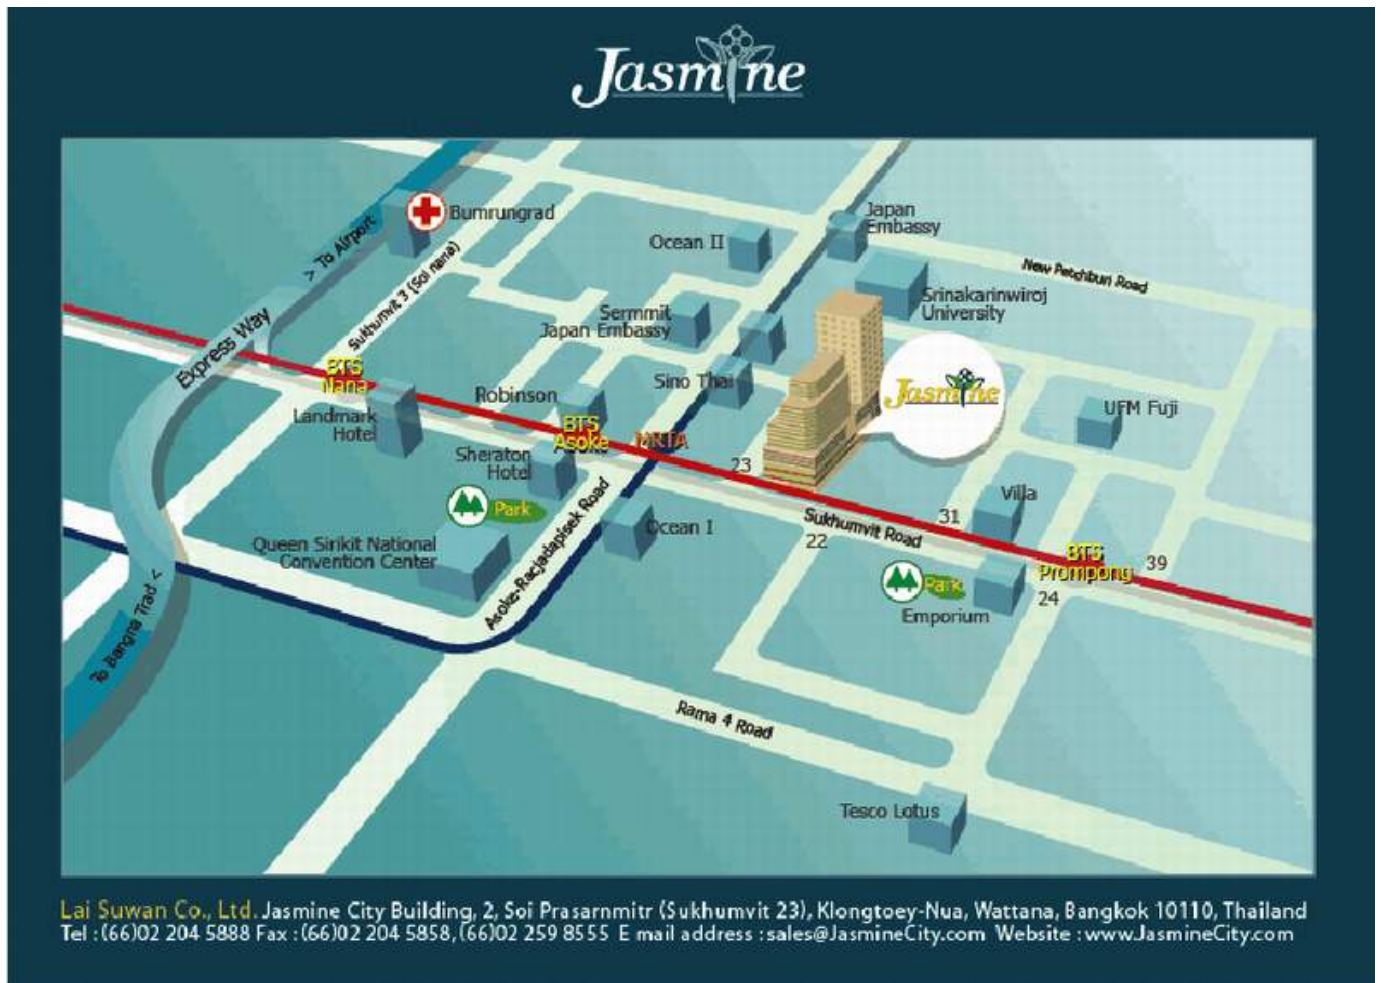 Jasmine
Bumrungrad
Japan
Embassy
Ocean II
> To Airport
Sukhumvit 3 (Soi nana)
New Petchburi Road
Srinakarinwiroj
University
Sermmit
Japan Embassy
Express Way
BTS
Nana
Sino Thai
Jasmine
Robinson
Landmark
Hotel
UFM Fuji
BTS
Asoke
MRTA
Sheraton
Hotel
23
Villa
Park
Asoke-Racjadapisek Road
Ocean I
31
Sukhumvit Road
22
Queen Sirikit National
Convention Center
BTS
Prompong
39
Park
24
Emporium
To Bangna Trad <
Rama 4 Road
Tesco Lotus
Lai Suwan Co., Ltd. Jasmine City Building, 2, Soi Prasarnmitr (Sukhumvit 23), Klongtoey-Nua, Wattana, Bangkok 10110, Thailand
Tel :(66)02 204 5888 Fax :(66)02 204 5858, (66)02 259 8555 E mail address :sales@JasmineCity.com Website :www.JasmineCity.com